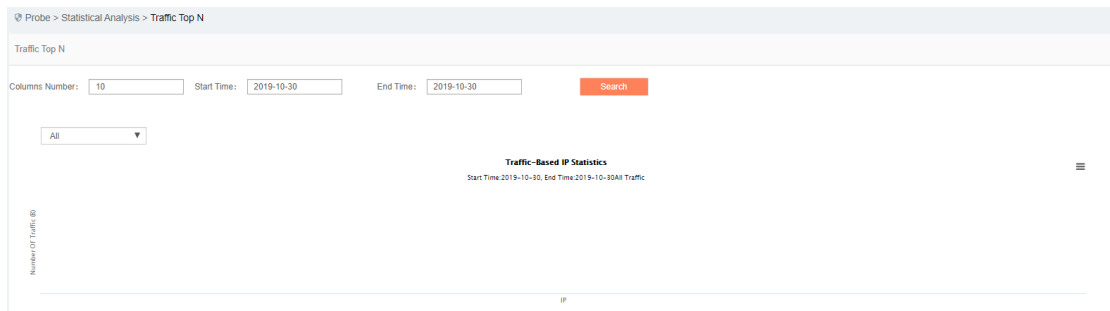 Probe > Statistical Analysis > Traffic Top N
Traffic Top N
Columns Number: 10 Start Time: 2019-10-30 End Time: 2019-10-30 Search
All
Traffic-Based IP Statistics
Start Time:2019-10-30, End Time:2019-10-30All Traffic
Number Of Traffic (B)
IP